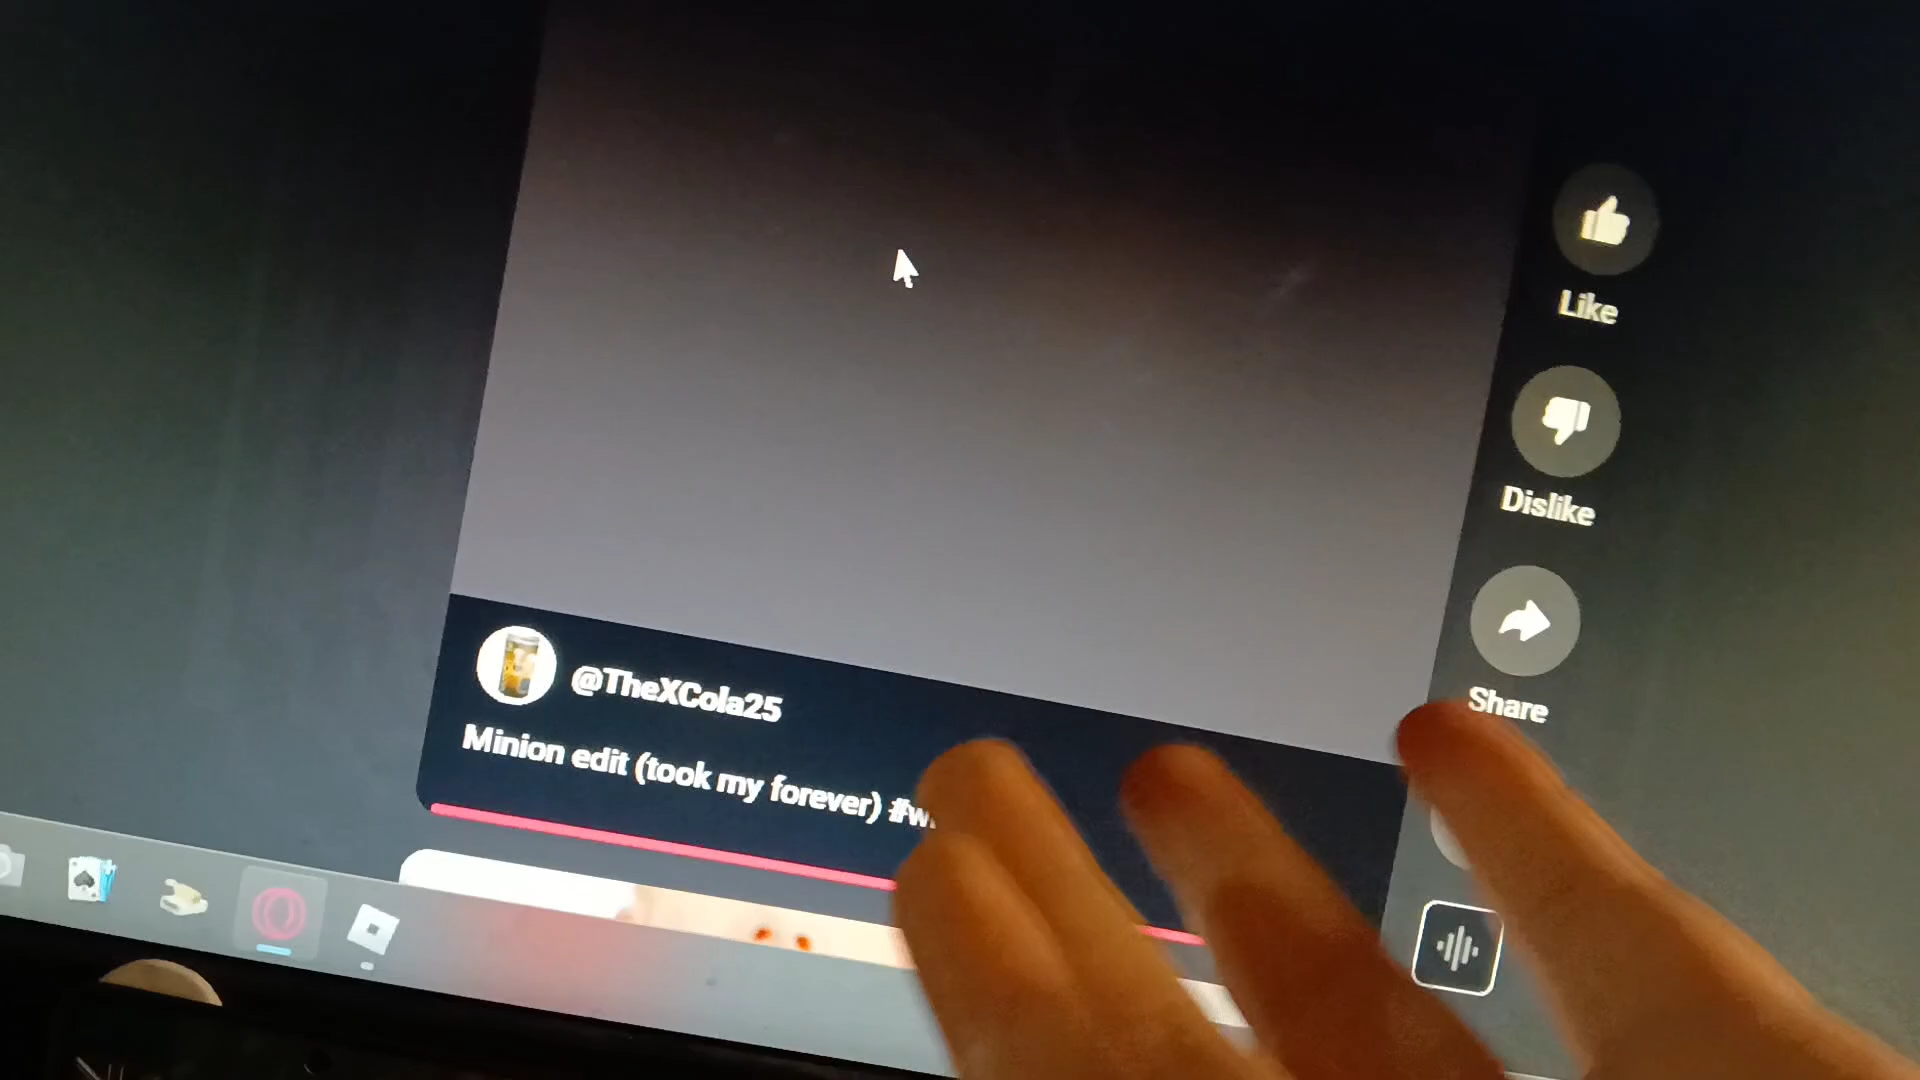 Like
Dislike
Share
@TheXCola25
Minion edit (took my forever)